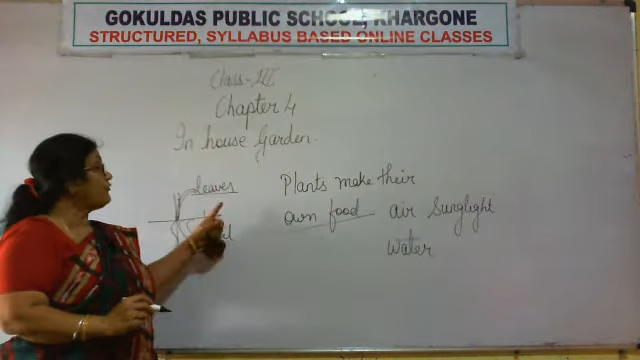 GOKULDAS PUBLIC SCHOOL, KHARGONE
STRUCTURED, SYLLABUS BASED ONLINE CLASSES
Class-III
Chapter 4
In house Garden.
Leaves
Plants make their
own food air Sunglight
water